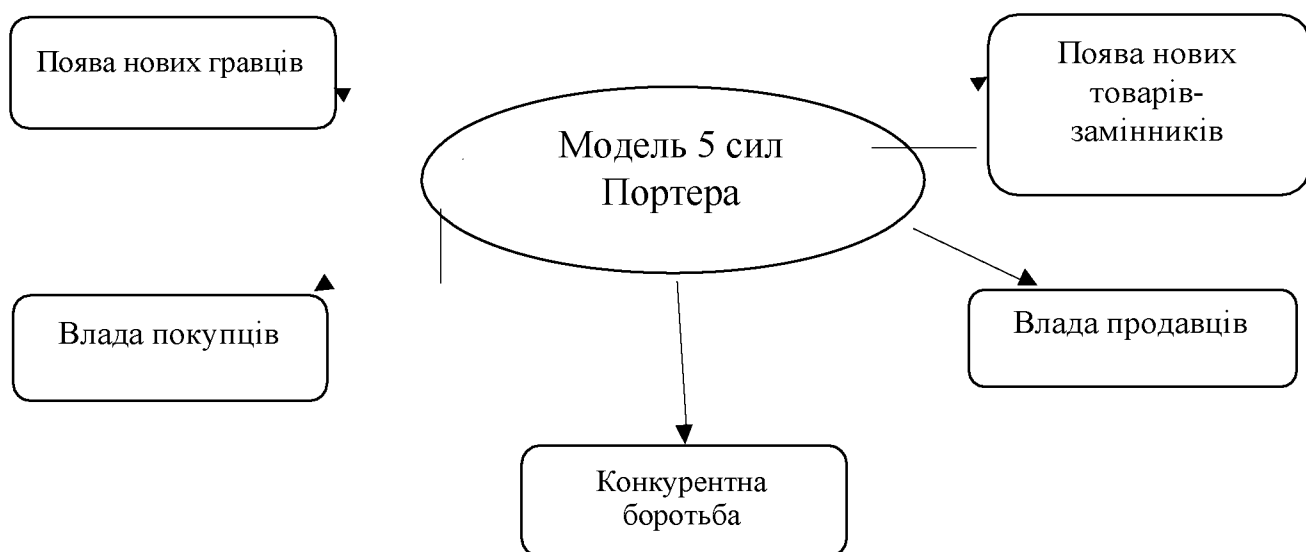 Поява нових гравців
Поява нових
товарів-
замінників
Модель 5 сил
Портера
Влада покупців
Влада продавців
Конкурентна
боротьба